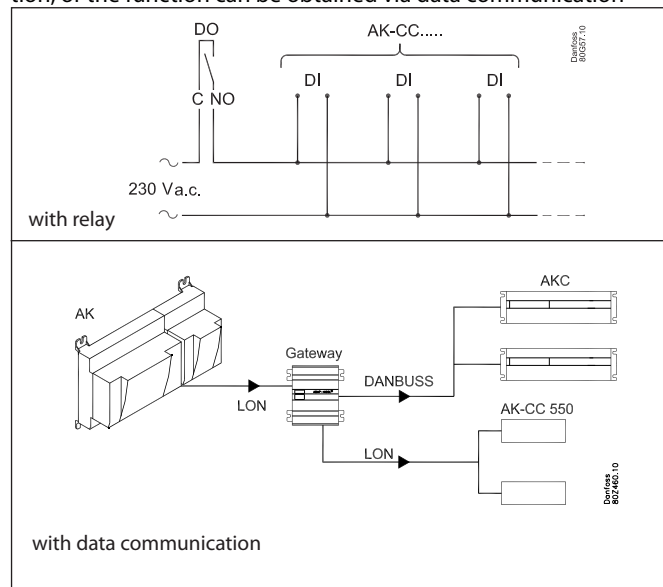 tion, or the function can be obtained via data communication
DO
AK-CC.....
Danfoss
80G57.10
DI
DI
DI
C NO
230 Va.c.
with relay
AK
AKC
Gateway
DANBUSS
LON
AK-CC 550
LON
Danfoss
80Z460.10
with data communication